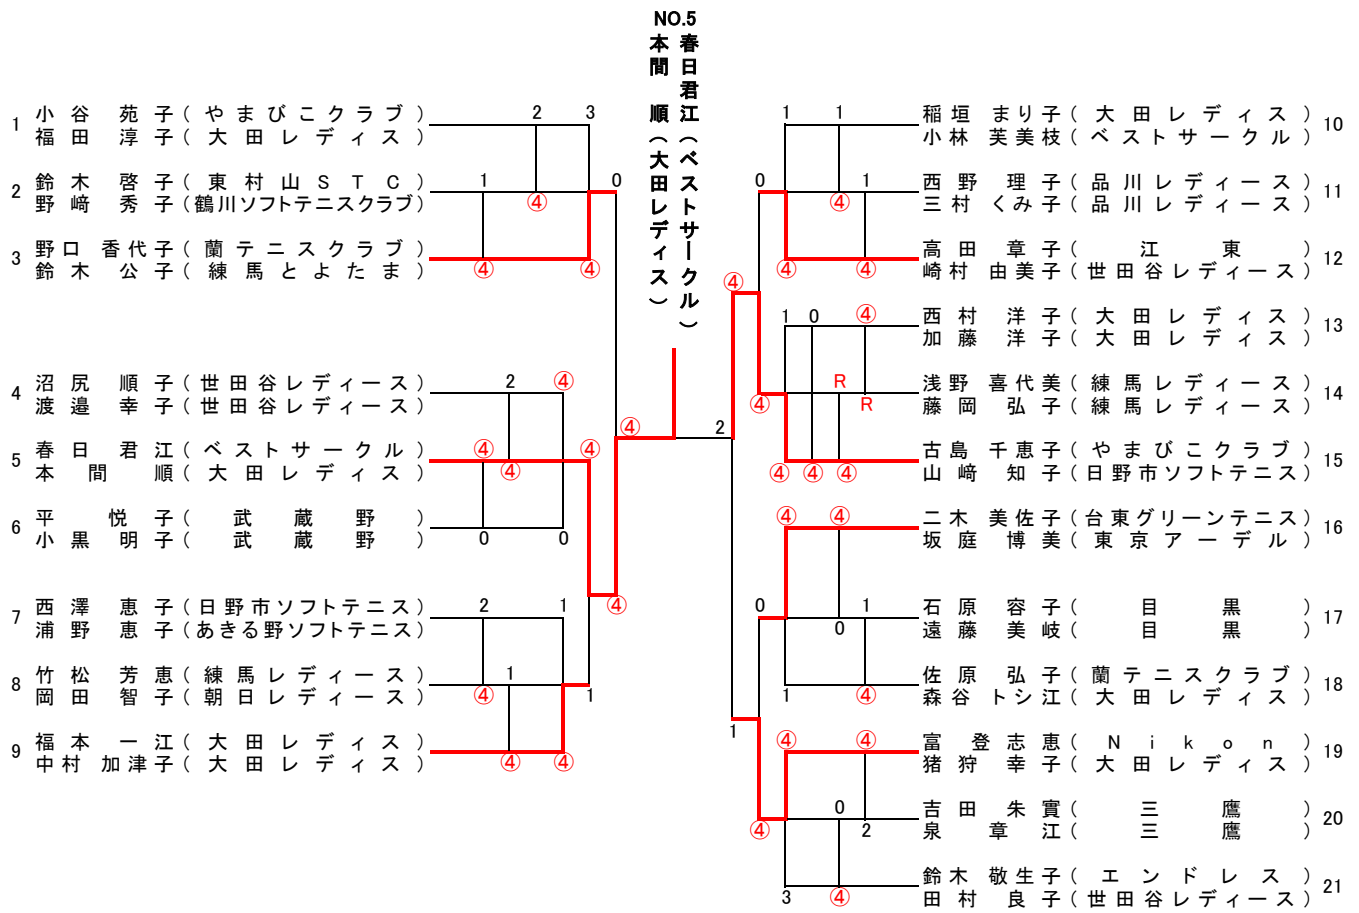 NO.5
春日君江（ベストサークル）
本間　順（大田レディス）
1 小谷　苑子（やまびこクラブ）
福田　淳子（大田レディス）
2 鈴木　啓子（東村山ＳＴＣ）
野﨑　秀子（鶴川ソフトテニスクラブ）
3 野口　香代子（蘭テニスクラブ）
鈴木　公子（練馬とよたま）
4 沼尻　順子（世田谷レディース）
渡邉　幸子（世田谷レディース）
5 春日　君江（ベストサークル）
本間　順（大田レディス）
6 平　悦子（武蔵野）
小黒　明子（武蔵野）
7 西澤　恵子（日野市ソフトテニス）
浦野　恵子（あきる野ソフトテニス）
8 竹松　芳恵（練馬レディース）
岡田　智子（朝日レディース）
9 福本　一江（大田レディス）
中村　加津子（大田レディス）
2 3
1 ④ 0
④ ④
2 ④
④ ④ ④ ④
0 0
2 1 ④
④ 1 1
④ ④
2
稲垣　まり子（大田レディス） 10
小林　芙美枝（ベストサークル）
西野　理子（品川レディース） 11
三村　くみ子（品川レディース）
高田　章子（江東） 12
崎村　由美子（世田谷レディース）
西村　洋子（大田レディス） 13
加藤　洋子（大田レディス）
浅野　喜代美（練馬レディース） 14
藤岡　弘子（練馬レディース）
古島　千恵子（やまびこクラブ） 15
山﨑　知子（日野市ソフトテニス）
二木　美佐子（台東グリーンテニス） 16
坂庭　博美（東京アーデル）
石原　容子（目黒） 17
遠藤　美岐（目黒）
佐原　弘子（蘭テニスクラブ） 18
森谷　トシ江（大田レディス）
富　登志恵（Ｎｉｋｏｎ） 19
猪狩　幸子（大田レディス）
吉田　朱實（三鷹） 20
泉　章江（三鷹）
鈴木　敬生子（エンドレス） 21
田村　良子（世田谷レディース）
1 1
0 ④ 1
④ ④ ④
1 0 ④
④ R R
④ ④ ④
④ ④
0 0 1
1 ④
1 ④ ④
④ 0 2
3 ④